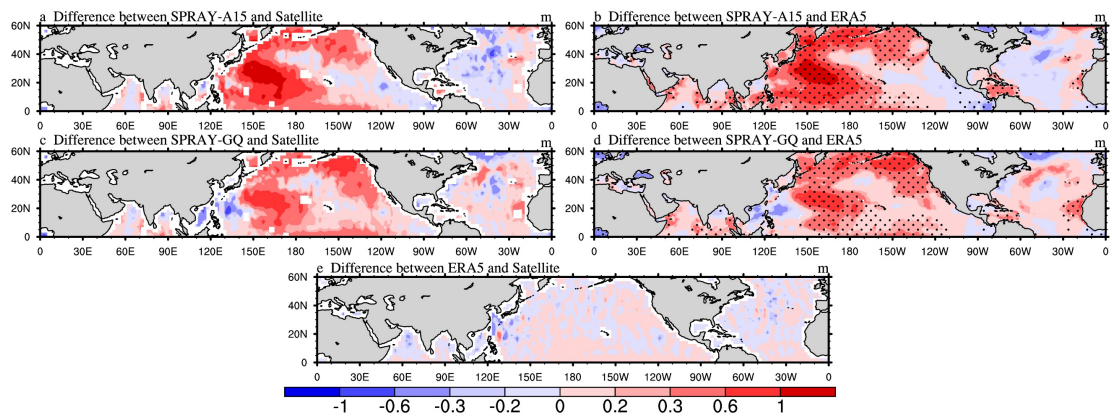 a Difference between SPRAY-A15 and Satellite m
60N
40N
20N
0
0 30E 60E 90E 120E 150E 180 150W 120W 90W 60W 30W 0
b Difference between SPRAY-A15 and ERA5 m
60N
40N
20N
0
0 30E 60E 90E 120E 150E 180 150W 120W 90W 60W 30W 0
c Difference between SPRAY-GQ and Satellite m
60N
40N
20N
0
0 30E 60E 90E 120E 150E 180 150W 120W 90W 60W 30W 0
d Difference between SPRAY-GQ and ERA5 m
60N
40N
20N
0
0 30E 60E 90E 120E 150E 180 150W 120W 90W 60W 30W 0
e Difference between ERA5 and Satellite m
60N
40N
20N
0
0 30E 60E 90E 120E 150E 180 150W 120W 90W 60W 30W 0
-1 -0.6 -0.3 -0.2 0 0.2 0.3 0.6 1